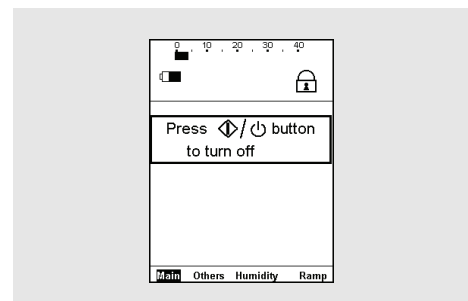 0 . 10 . 20 . 30 . 40
Press /  button
to turn off
Main Others Humidity Ramp